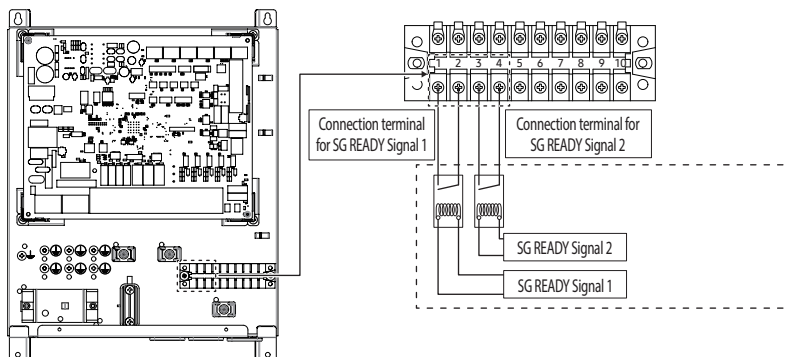 1 2 3 4 5 6 7 8 9 10
Connection terminal
for SG READY Signal 1
Connection terminal for
SG READY Signal 2
SG READY Signal 2
SG READY Signal 1